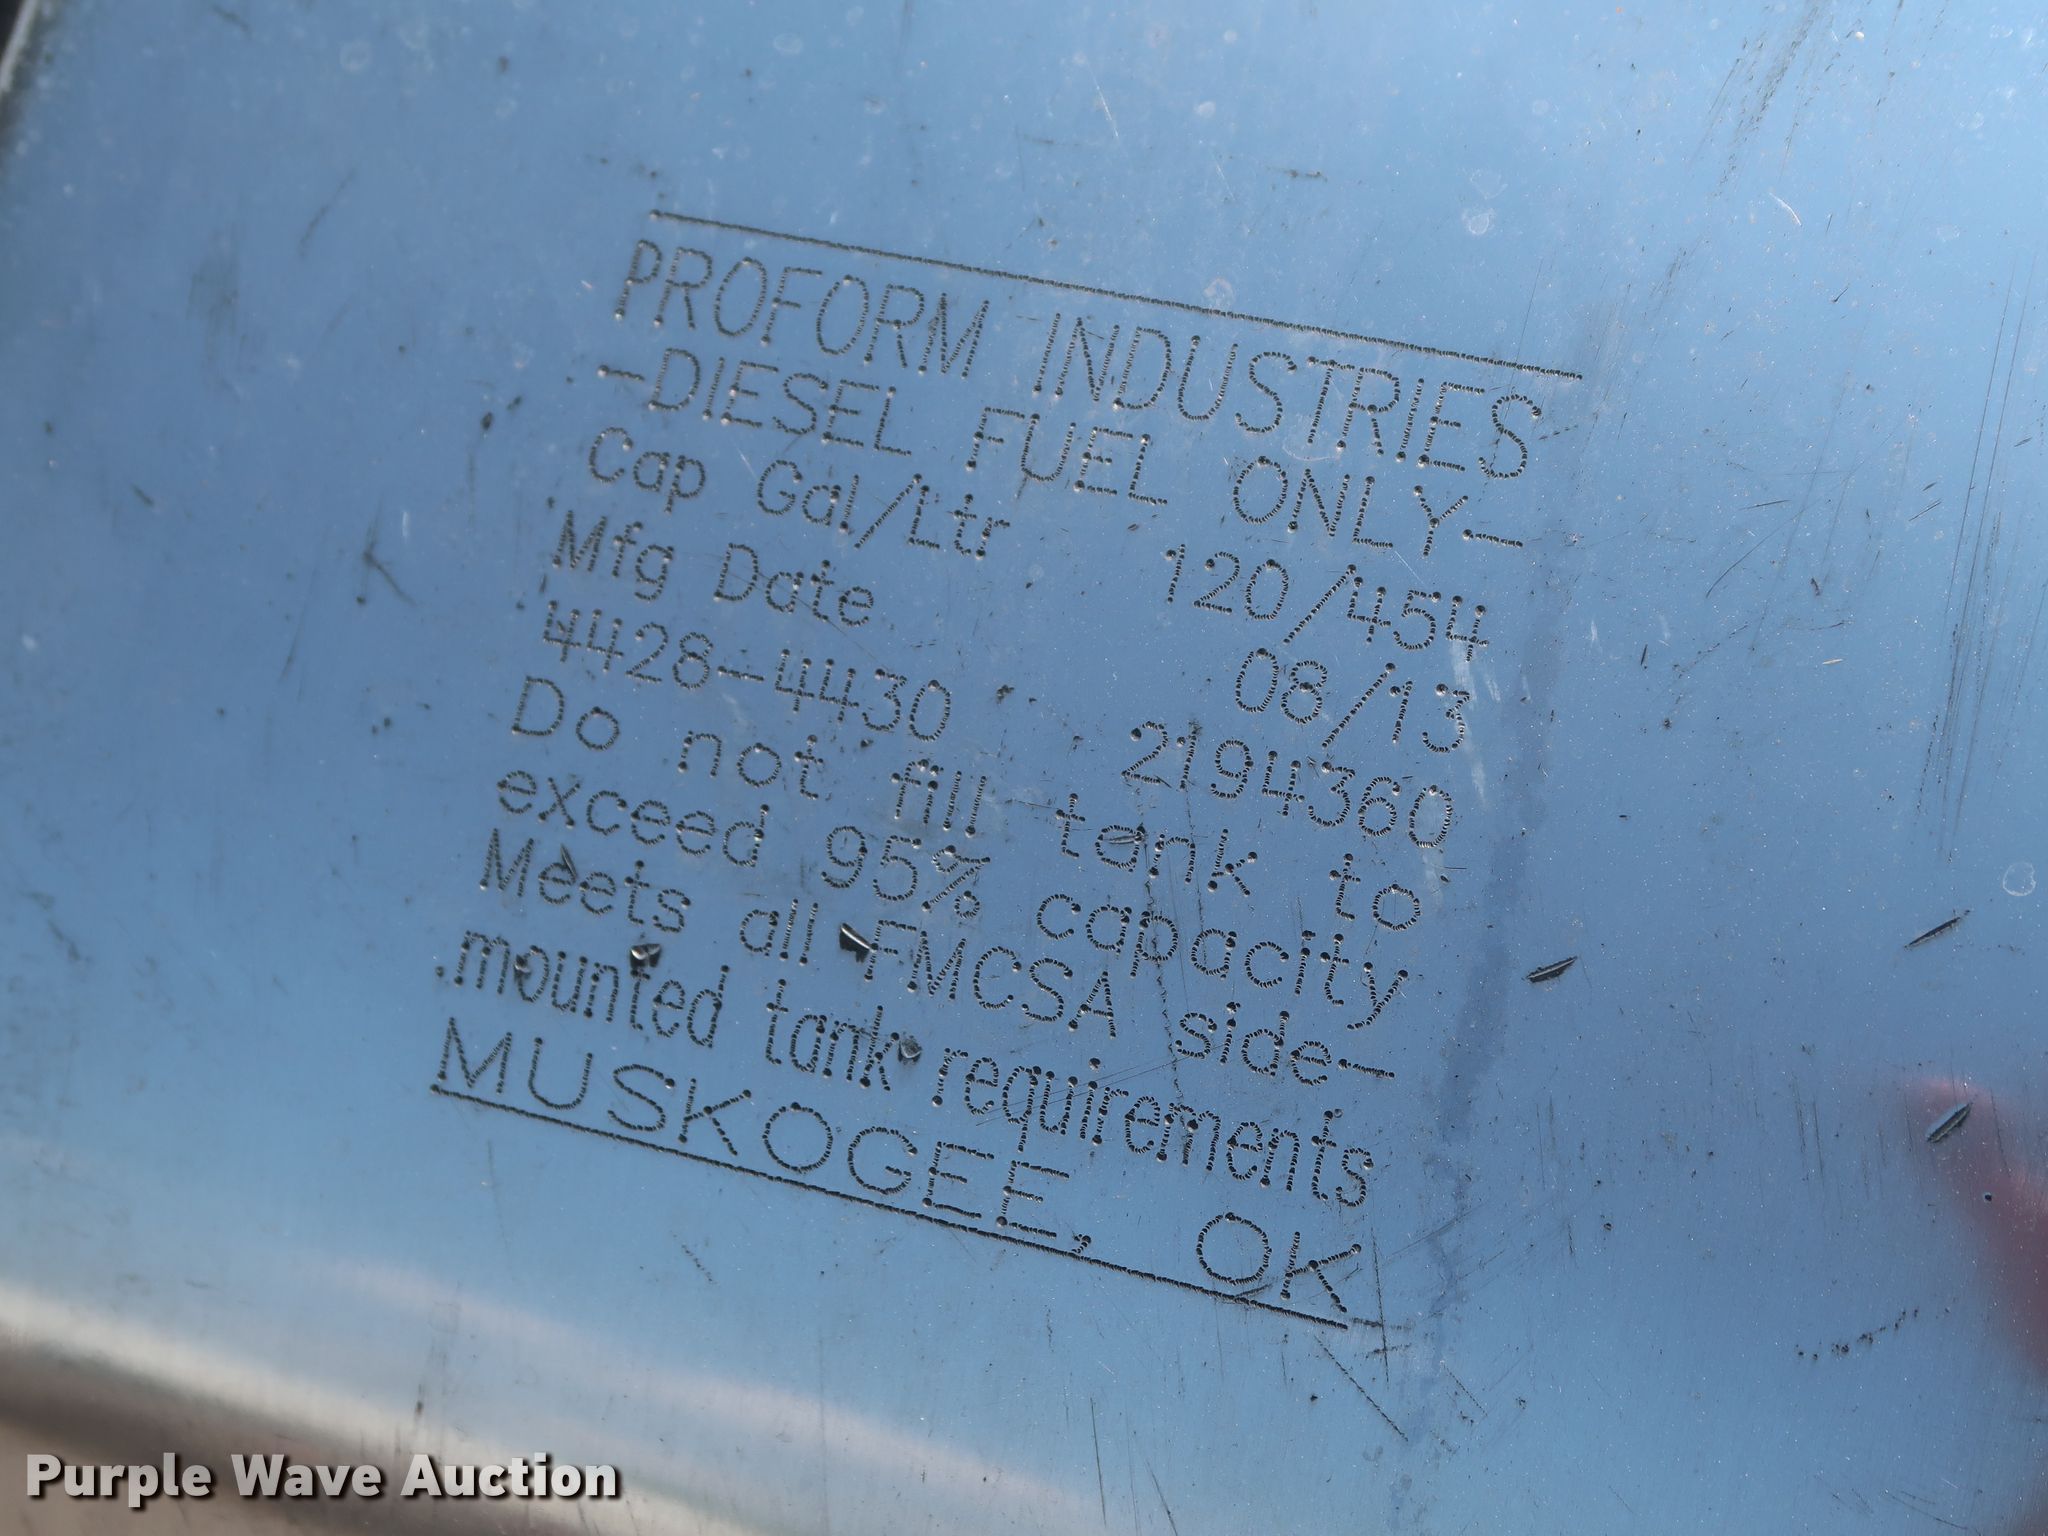 PROFORM INDUSTRIES
-DIESEL FUEL ONLY-
Cap Gal/Ltr 120/454
Mfg Date 08/13
4428-4430 2194360
Do not fill tank to
exceed 95% capacity
Meets all FMCSA side-
mounted tank requirements
MUSKOGEE, OK
Purple Wave Auction